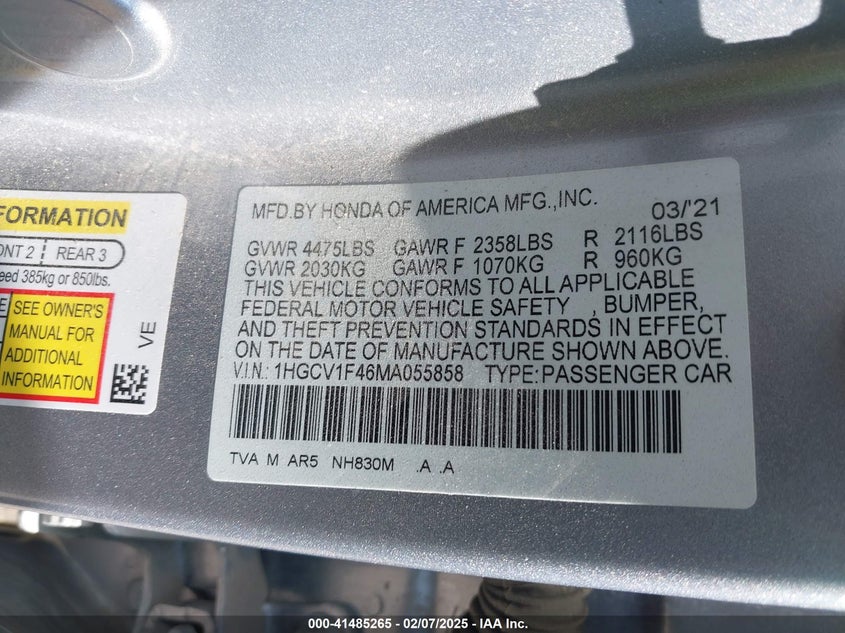 FORMATION
ONT 2 | REAR 3
eed 385kg or 850lbs.
E SEE OWNER'S
MANUAL FOR
ADDITIONAL
INFORMATION
VE
MFD.BY HONDA OF AMERICA MFG.,INC. 03/'21
GVWR 4475LBS GAWR F 2358LBS R 2116LBS
GVWR 2030KG GAWR F 1070KG R 960KG
THIS VEHICLE CONFORMS TO ALL APPLICABLE
FEDERAL MOTOR VEHICLE SAFETY , BUMPER,
AND THEFT PREVENTION STANDARDS IN EFFECT
ON THE DATE OF MANUFACTURE SHOWN ABOVE.
V.I.N.: 1HGCV1F46MA055858 TYPE:PASSENGER CAR
TVA M AR5 NH830M .A .A
000-41485265 - 02/07/2025 - IAA Inc.